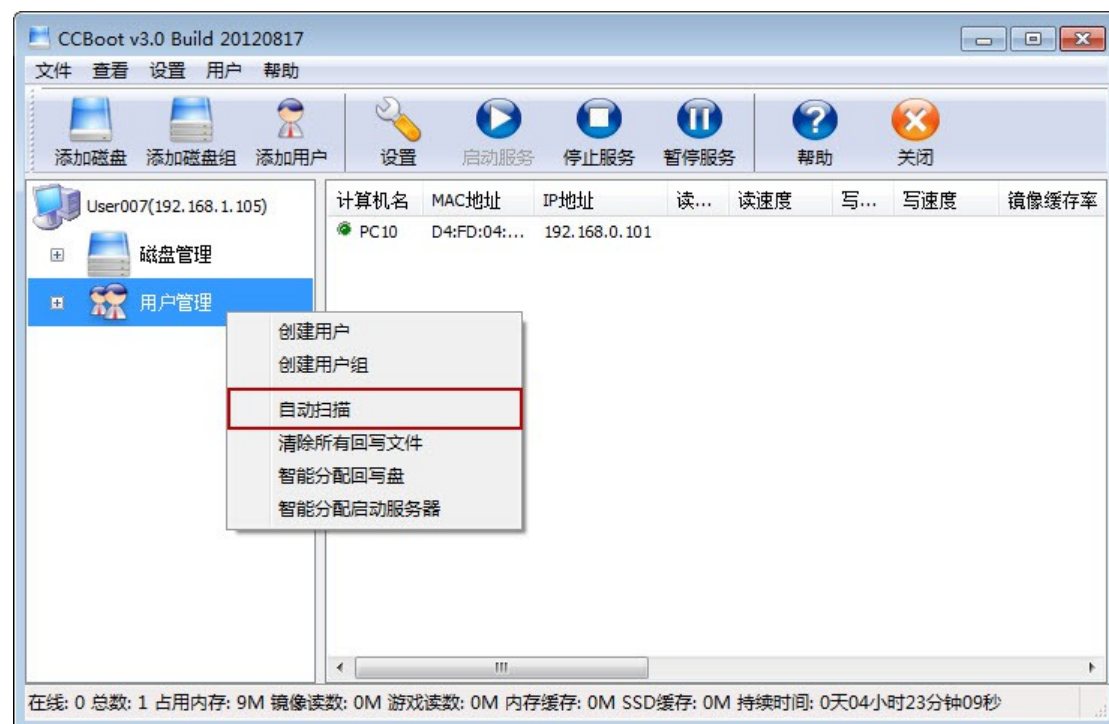 CCBoot v3.0 Build 20120817
文件 查看 设置 用户 帮助
添加磁盘 添加磁盘组 添加用户 设置 启动服务 停止服务 暂停服务 帮助 关闭
User007(192.168.1.105)
磁盘管理
用户管理
计算机名 MAC地址 IP地址 读... 读速度 写... 写速度 镜像缓存率
PC10 D4:FD:04:... 192.168.0.101
创建用户
创建用户组
自动扫描
清除所有回写文件
智能分配回写盘
智能分配启动服务器
在线: 0 总数: 1 占用内存: 9M 镜像读数: 0M 游戏读数: 0M 内存缓存: 0M SSD缓存: 0M 持续时间: 0天04小时23分钟09秒